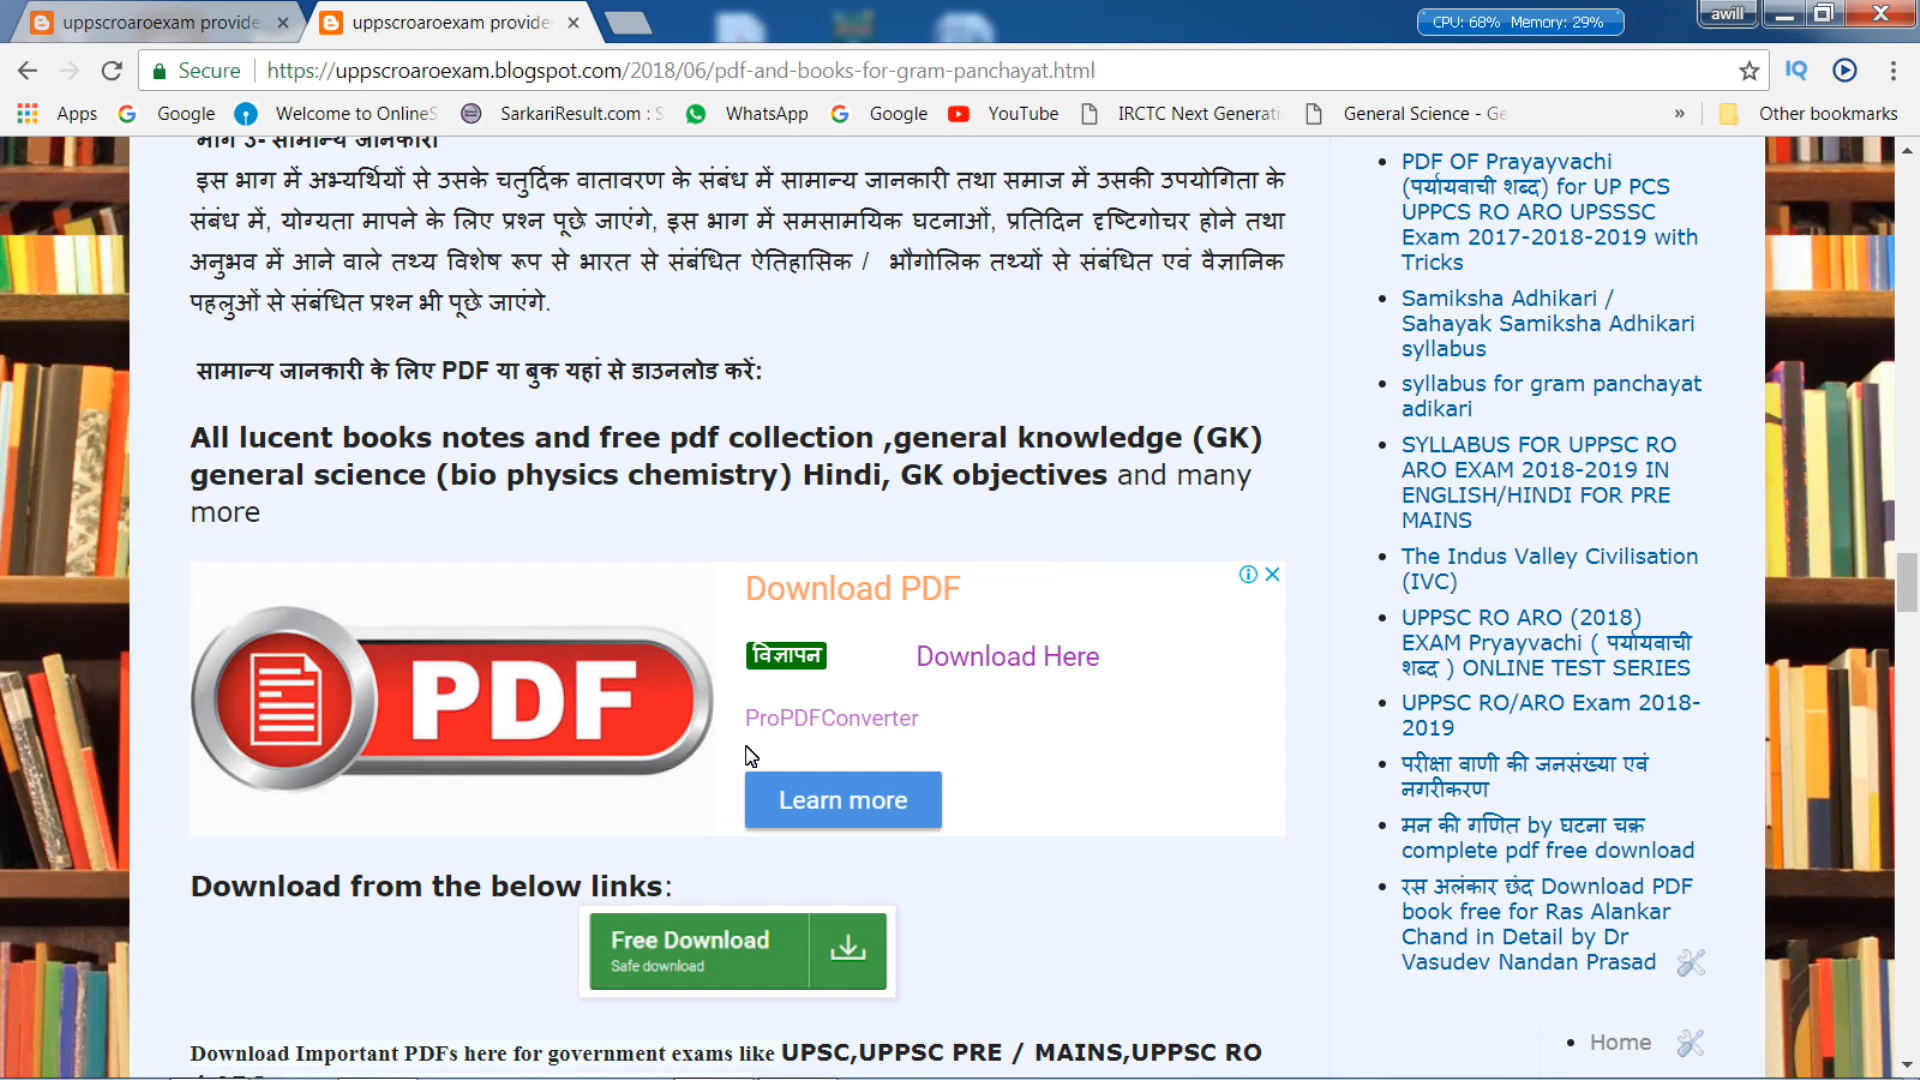 uppscroaroexam provide
uppscroaroexam provide
CPU: 68% Memory: 29%
awill
Secure
https://uppscroaroexam.blogspot.com/2018/06/pdf-and-books-for-gram-panchayat.html
IQ
Apps
Google
Welcome to OnlineS
SarkariResult.com : S
WhatsApp
Google
YouTube
IRCTC Next Generati
General Science - Ge
»
Other bookmarks
भाग 3- सामान्य जानकारी
इस भाग में अभ्यर्थियों से उसके चतुर्दिक वातावरण के संबंध में सामान्य जानकारी तथा समाज में उसकी उपयोगिता के
संबंध में, योग्यता मापने के लिए प्रश्न पूछे जाएंगे, इस भाग में समसामयिक घटनाओं, प्रतिदिन दृष्टिगोचर होने तथा
अनुभव में आने वाले तथ्य विशेष रूप से भारत से संबंधित ऐतिहासिक / भौगोलिक तथ्यों से संबंधित एवं वैज्ञानिक
पहलुओं से संबंधित प्रश्न भी पूछे जाएंगे.
सामान्य जानकारी के लिए PDF या बुक यहां से डाउनलोड करें:
All lucent books notes and free pdf collection ,general knowledge (GK)
general science (bio physics chemistry) Hindi, GK objectives and many
more
PDF
Download PDF
विज्ञापन
Download Here
ProPDFConverter
Learn more
Download from the below links:
Free Download
Safe download
Download Important PDFs here for government exams like UPSC,UPPSC PRE / MAINS,UPPSC RO
PDF OF Prayayvachi
(पर्यायवाची शब्द) for UP PCS
UPPCS RO ARO UPSSSC
Exam 2017-2018-2019 with
Tricks
Samiksha Adhikari /
Sahayak Samiksha Adhikari
syllabus
syllabus for gram panchayat
adikari
SYLLABUS FOR UPPSC RO
ARO EXAM 2018-2019 IN
ENGLISH/HINDI FOR PRE
MAINS
The Indus Valley Civilisation
(IVC)
UPPSC RO ARO (2018)
EXAM Pryayvachi ( पर्यायवाची
शब्द ) ONLINE TEST SERIES
UPPSC RO/ARO Exam 2018-
2019
परीक्षा वाणी की जनसंख्या एवं
नगरीकरण
मन की गणित by घटना चक्र
complete pdf free download
रस अलंकार छंद Download PDF
book free for Ras Alankar
Chand in Detail by Dr
Vasudev Nandan Prasad
Home